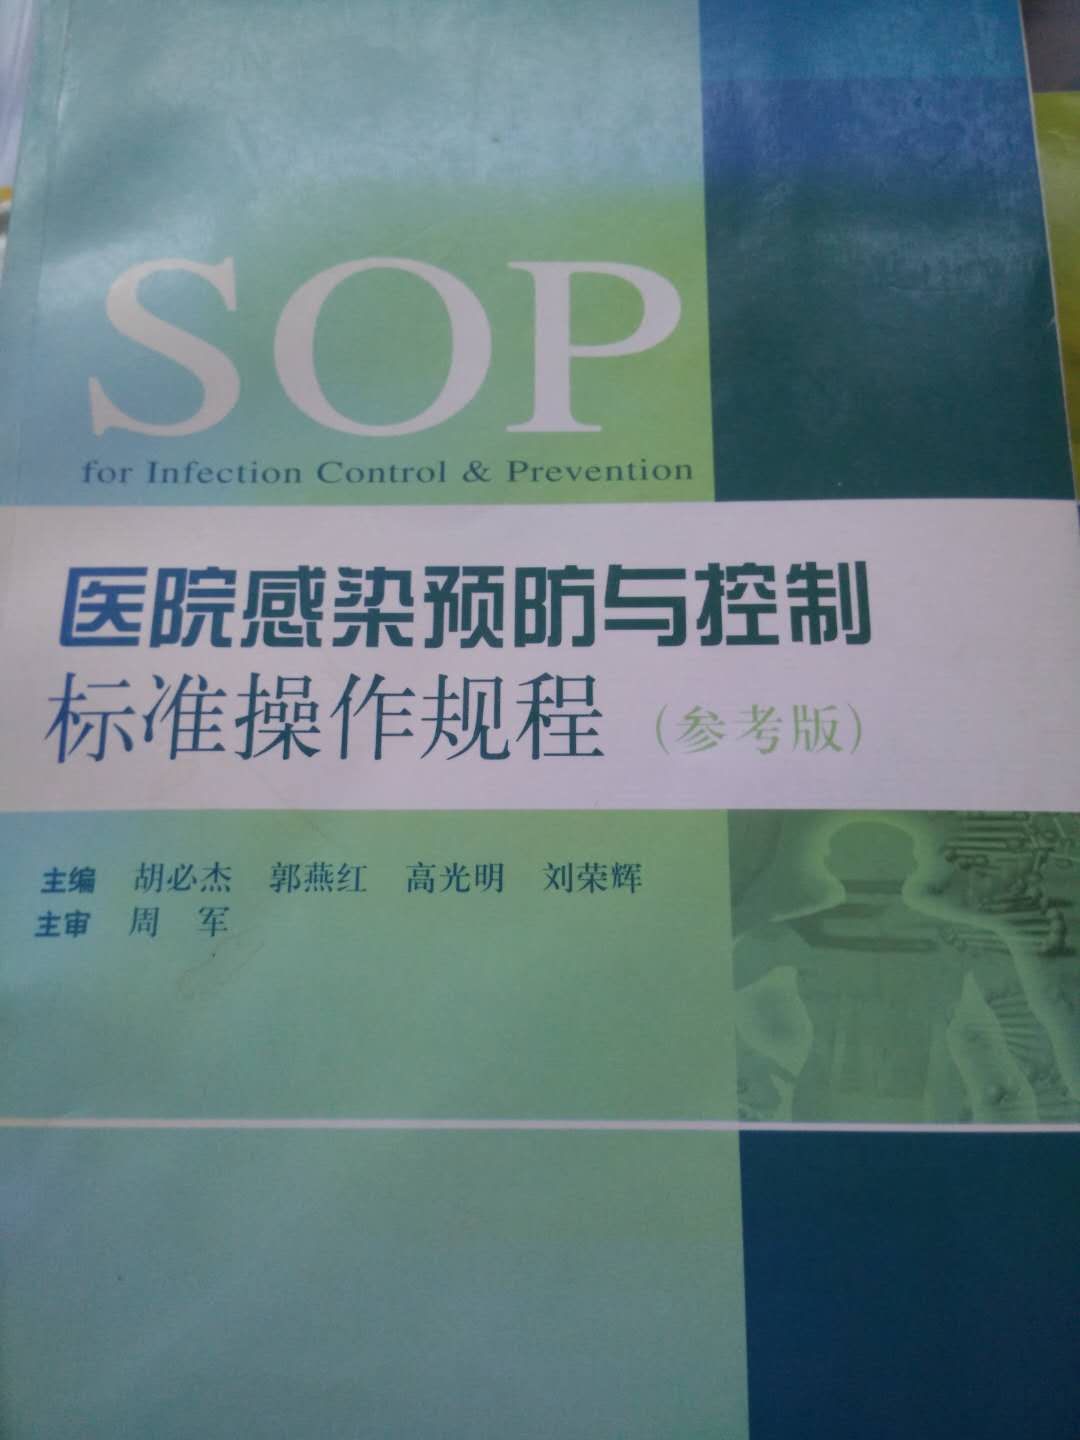 SOP
for Infection Control & Prevention
医院感染预防与控制
标准操作规程（参考版）
主编 胡必杰 郭燕红 高光明 刘荣辉
主审 周 军